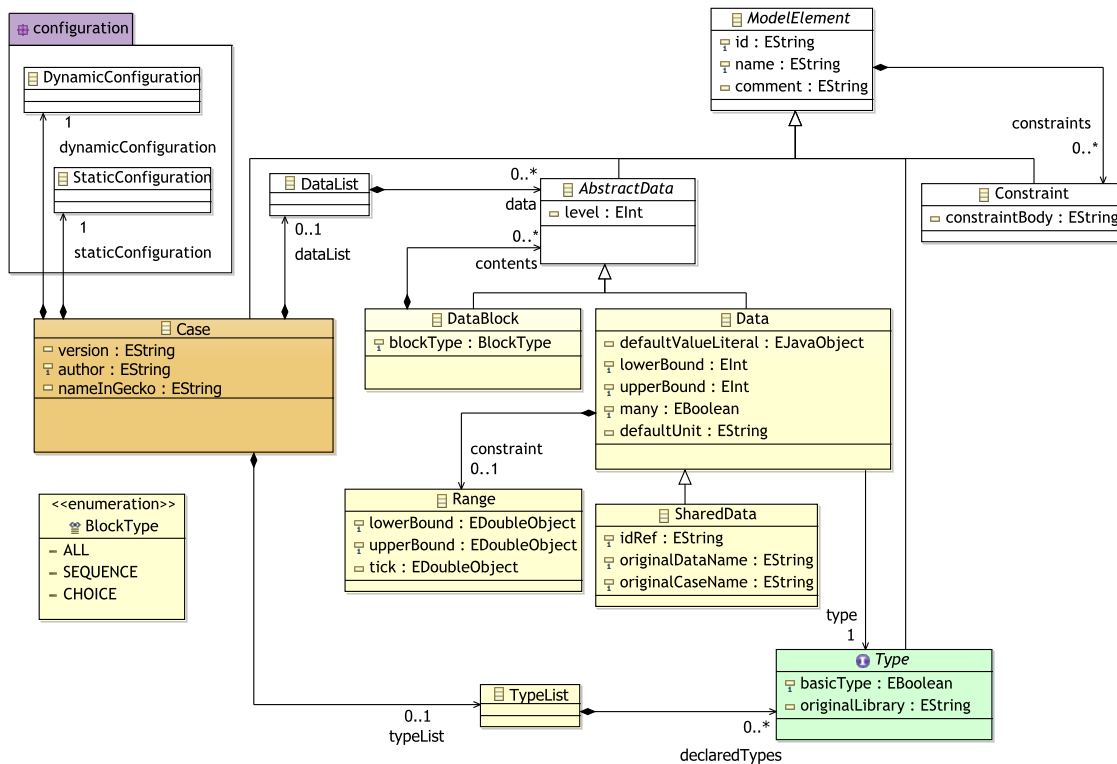 configuration
DynamicConfiguration
1
dynamicConfiguration
StaticConfiguration
1
staticConfiguration
ModelElement
id : EString
name : EString
comment : EString
constraints
0..*
Constraint
constraintBody : EString
DataList
0..1
dataList
0..*
data
AbstractData
level : EInt
0..*
contents
Case
version : EString
author : EString
nameInGecko : EString
DataBlock
blockType : BlockType
Data
defaultValueLiteral : EJavaObject
lowerBound : EInt
upperBound : EInt
many : EBoolean
defaultUnit : EString
constraint
0..1
Range
lowerBound : EDoubleObject
upperBound : EDoubleObject
tick : EDoubleObject
SharedData
idRef : EString
originalDataName : EString
originalCaseName : EString
<<enumeration>>
BlockType
ALL
SEQUENCE
CHOICE
type
1
Type
basicType : EBoolean
originalLibrary : EString
TypeList
0..1
typeList
0..*
declaredTypes